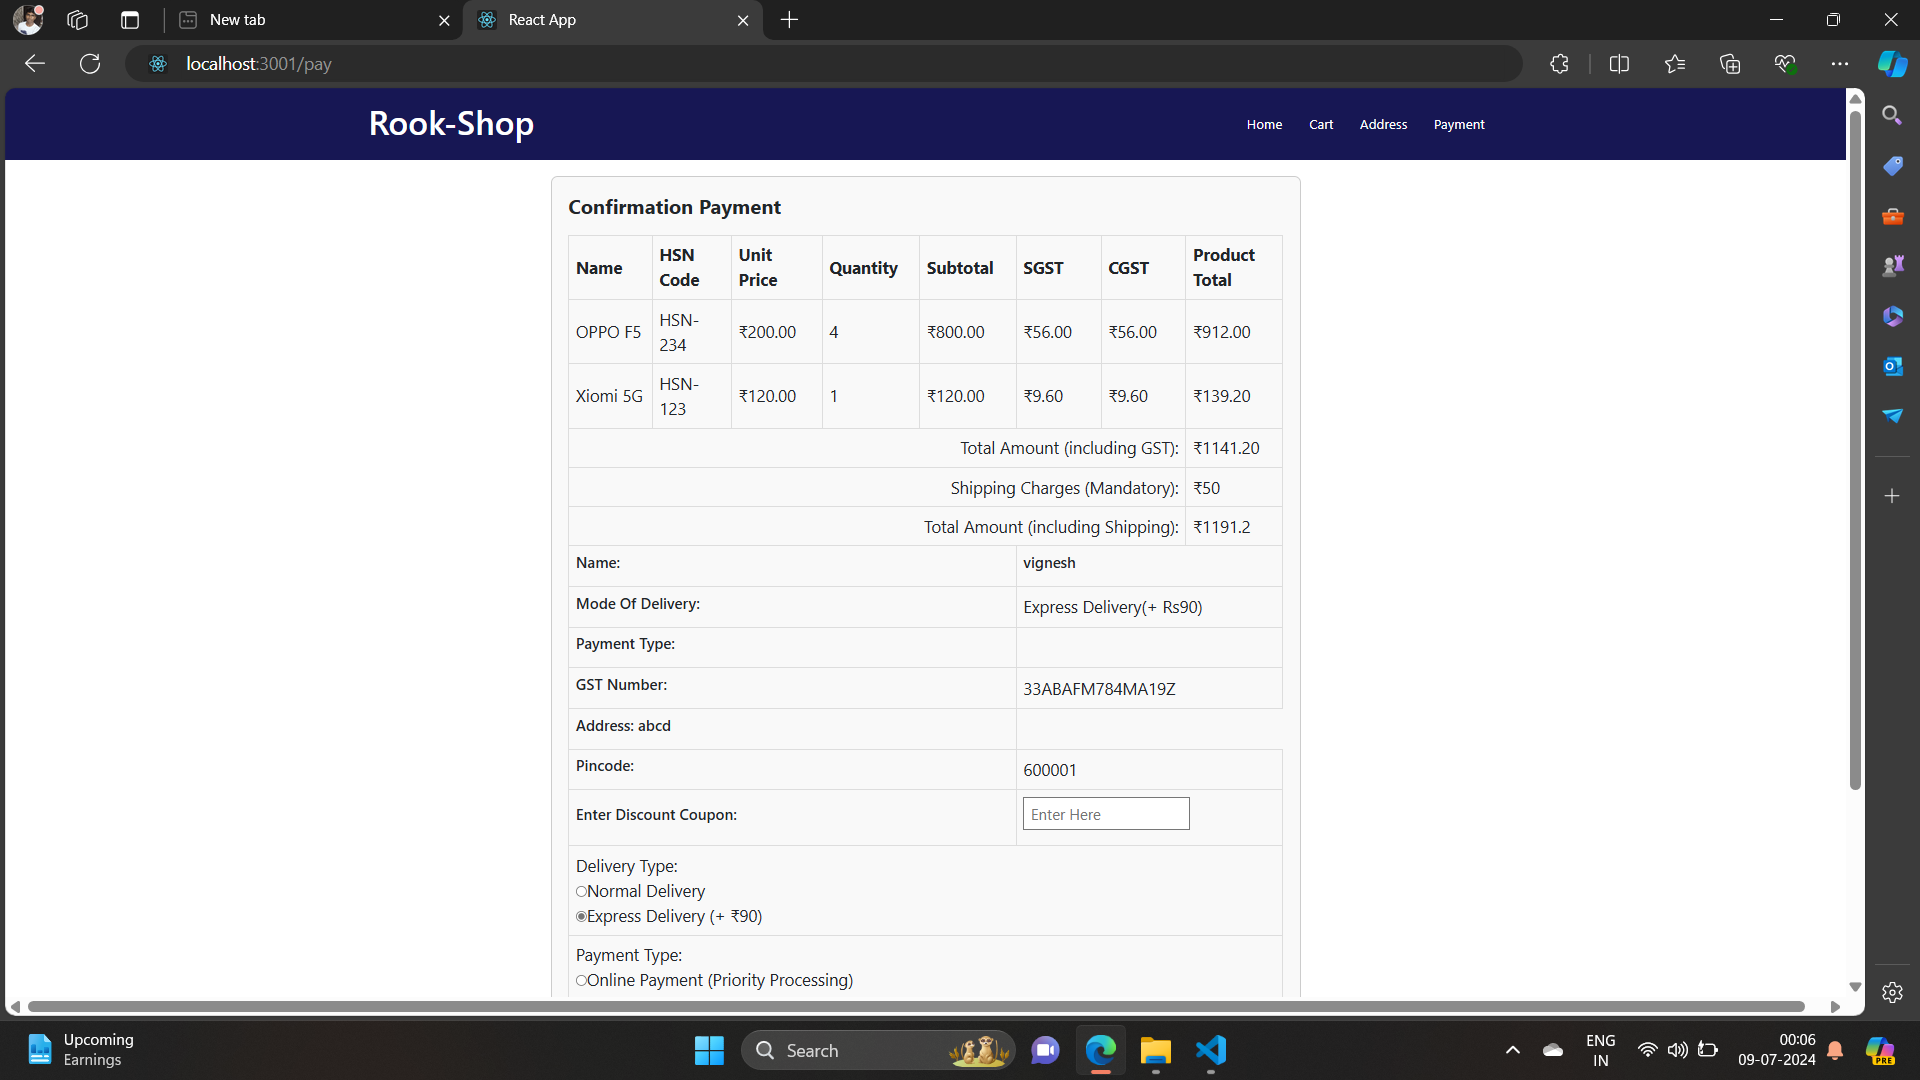 New tab
React App
localhost:3001/pay
Rook-Shop
Home Cart Address Payment
Confirmation Payment
Name HSN Code Unit Price Quantity Subtotal SGST CGST Product Total
OPPO F5 HSN-234 ₹200.00 4 ₹800.00 ₹56.00 ₹56.00 ₹912.00
Xiomi 5G HSN-123 ₹120.00 1 ₹120.00 ₹9.60 ₹9.60 ₹139.20
Total Amount (including GST): ₹1141.20
Shipping Charges (Mandatory): ₹50
Total Amount (including Shipping): ₹1191.2
Name: vignesh
Mode Of Delivery: Express Delivery(+ Rs90)
Payment Type:
GST Number: 33ABAFM784MA19Z
Address: abcd
Pincode: 600001
Enter Discount Coupon: Enter Here
Delivery Type:
Normal Delivery
Express Delivery (+ ₹90)
Payment Type:
Online Payment (Priority Processing)
Upcoming
Earnings
Search
ENG
IN
00:06
09-07-2024
PRE